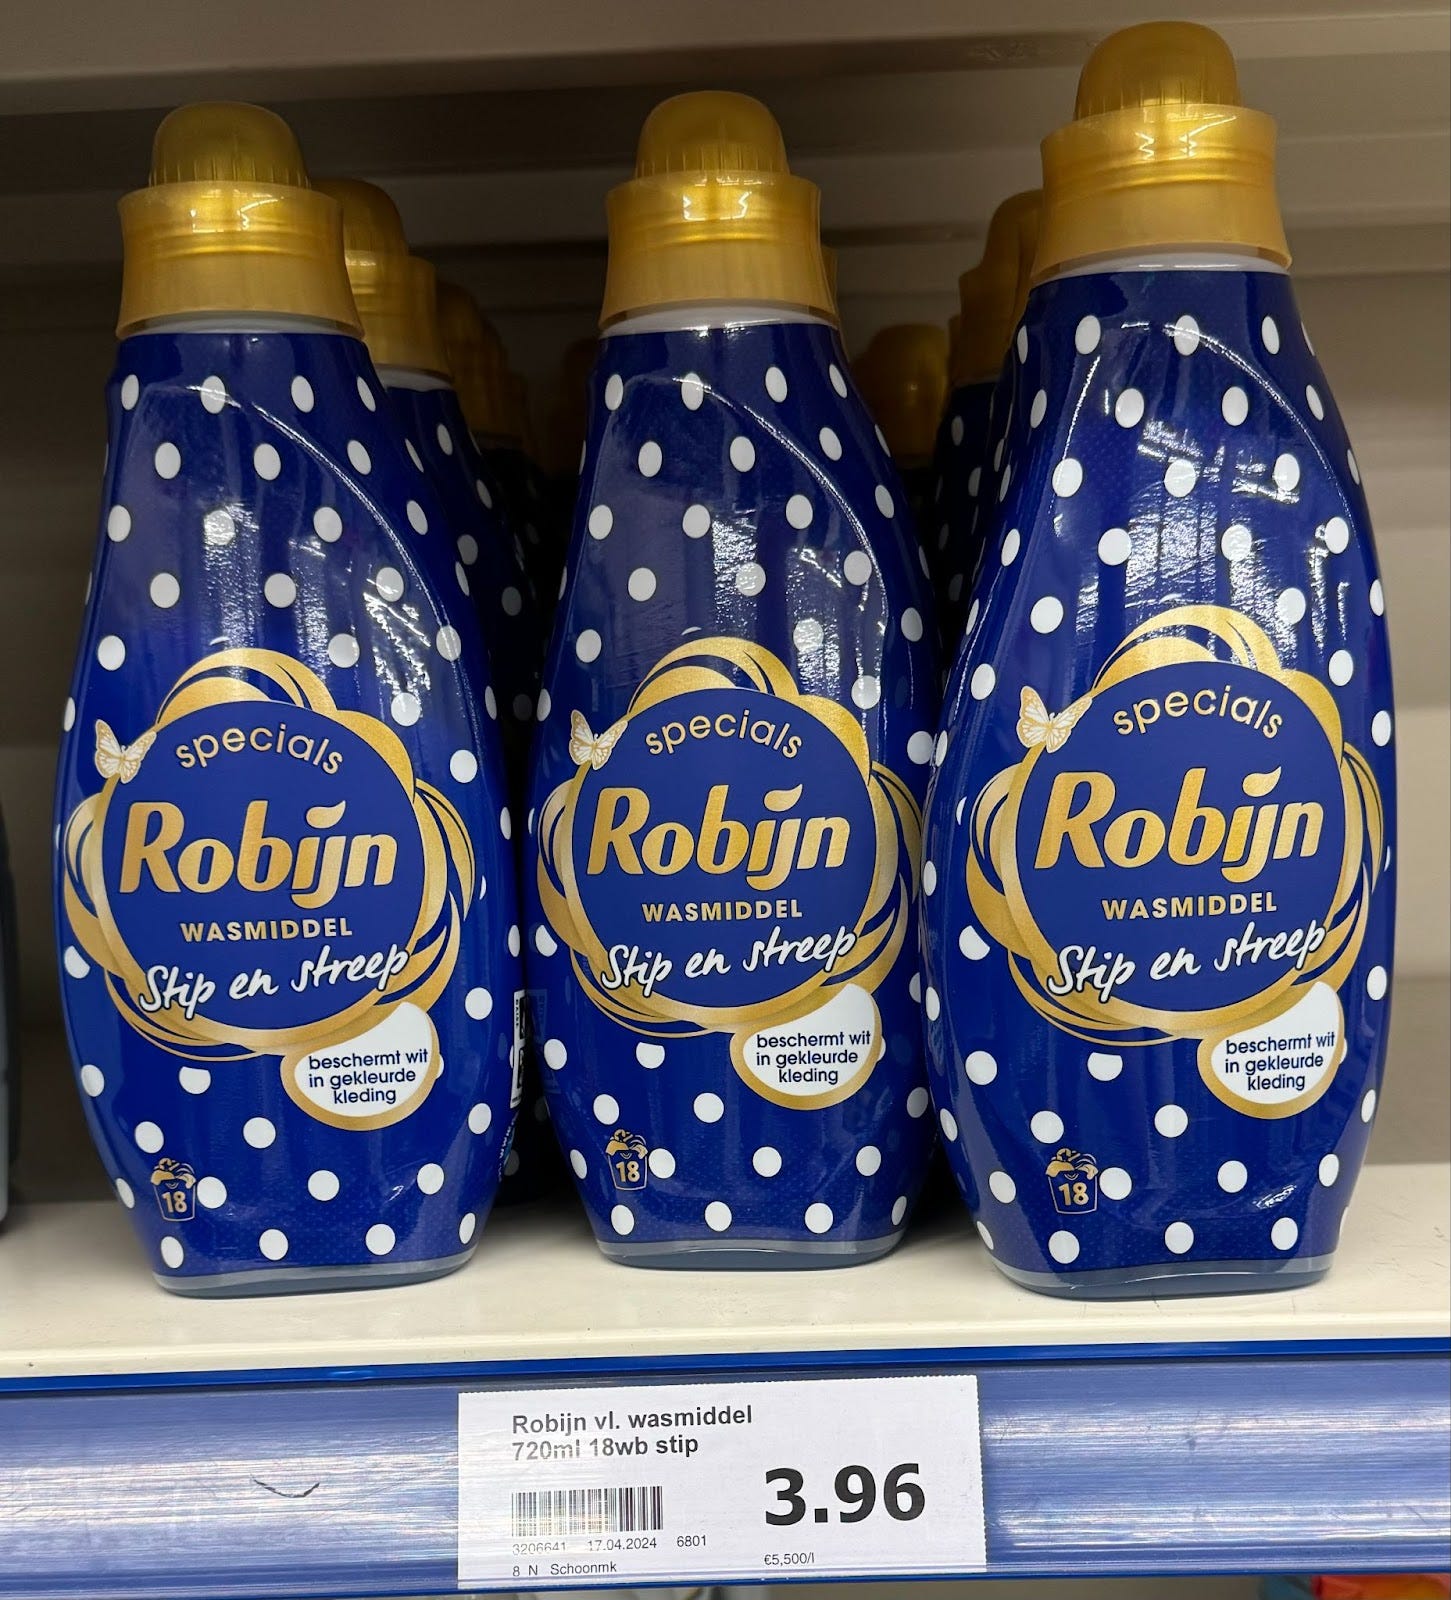 specials
Robijn
WASMIDDEL
Stip en streep
beschermt wit
in gekleurde
kleding
18
specials
Robijn
WASMIDDEL
Stip en streep
beschermt wit
in gekleurde
kleding
18
specials
Robijn
WASMIDDEL
Stip en streep
beschermt wit
in gekleurde
kleding
18
Robijn vl. wasmiddel
720ml 18wb stip
3.96
3206641 17.04.2024 6801
8 N Schoonmk
€5,500/l